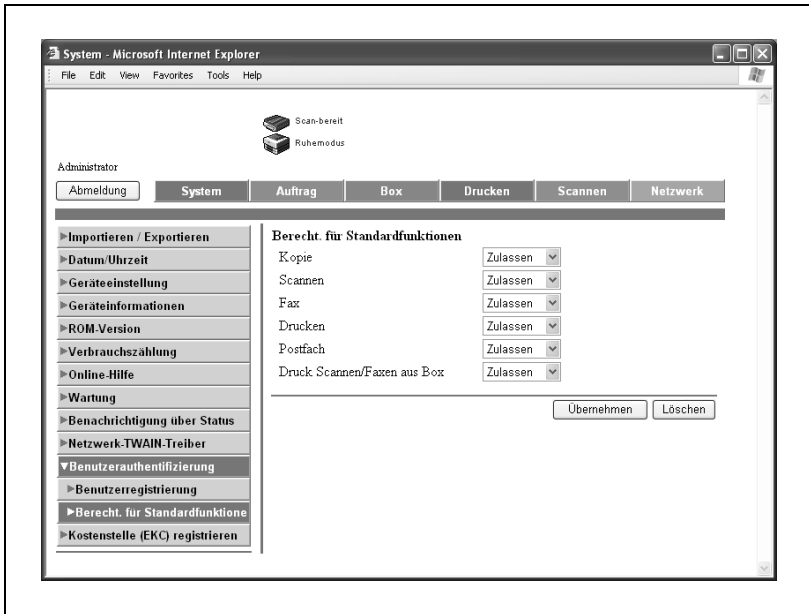 System - Microsoft Internet Explorer
File Edit View Favorites Tools Help
Scan-bereit
Ruhemodus
Administrator
Abmeldung System Auftrag Box Drucken Scannen Netzwerk
Importieren / Exportieren
Datum/Uhrzeit
Geräteeinstellung
Geräteinformationen
ROM-Version
Verbrauchszählung
Online-Hilfe
Wartung
Benachrichtigung über Status
Netzwerk-TWAIN-Treiber
Benutzerauthentifizierung
Benutzerregistrierung
Berecht. für Standardfunktione
Kostenstelle (EKC) registrieren
Berecht. für Standardfunktionen
Kopie Zulassen
Scannen Zulassen
Fax Zulassen
Drucken Zulassen
Postfach Zulassen
Druck Scannen/Faxen aus Box Zulassen
Übernehmen Löschen